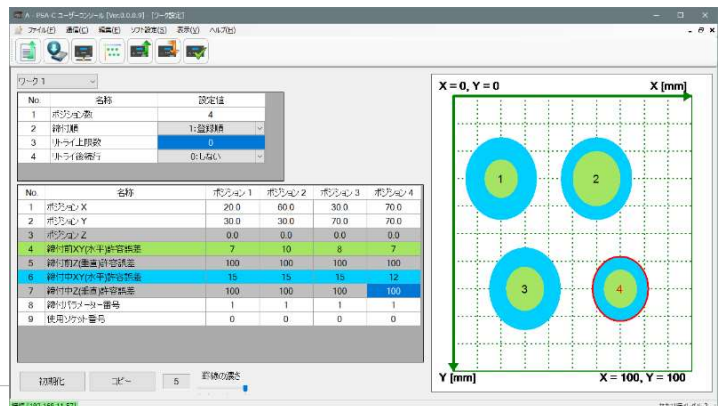 A - PSA-C ユーザーコンソール [Ver.0.0.0.9] - [ワーク設定]
ファイル(F) 通信(C) 編集(E) ソフト設定(S) 表示(V) ヘルプ(H)
ワーク 1
No. 名称 設定値
1 ポジション数 4
2 締付順 1:登録順
3 リトライ上限数 0
4 リトライ後続行 0:しない
No. 名称 ポジション 1 ポジション 2 ポジション 3 ポジション 4
1 ポジション X 20.0 60.0 30.0 70.0
2 ポジション Y 30.0 30.0 70.0 70.0
3 ポジション Z 0.0 0.0 0.0 0.0
4 締付前XY(水平)許容誤差 7 10 8 7
5 締付前Z(垂直)許容誤差 100 100 100 100
6 締付中XY(水平)許容誤差 15 15 15 12
7 締付中Z(垂直)許容誤差 100 100 100 100
8 締付パラメーター番号 1 1 1 1
9 使用ソケット番号 0 0 0 0
初期化 コピー 5 罫線の濃さ
X = 0, Y = 0 X [mm]
1 2
3 4
Y [mm] X = 100, Y = 100